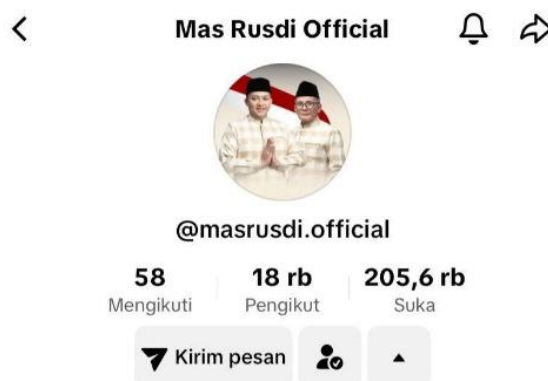 Mas Rusdi Official
@masrusdi.official
58 18 rb 205,6 rb
Mengikuti Pengikut Suka
Kirim pesan